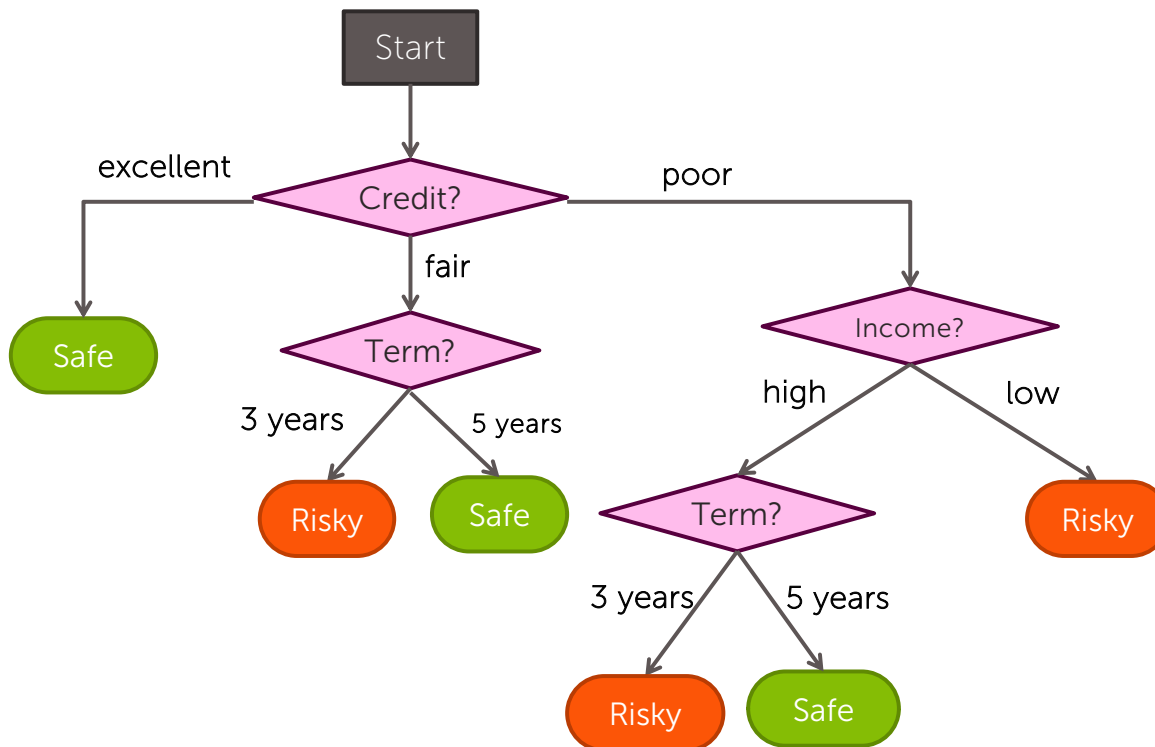 Start
excellent
poor
Credit?
fair
Safe
Term?
Income?
high
low
3 years
5 years
Risky
Safe
Term?
Risky
3 years
5 years
Risky
Safe